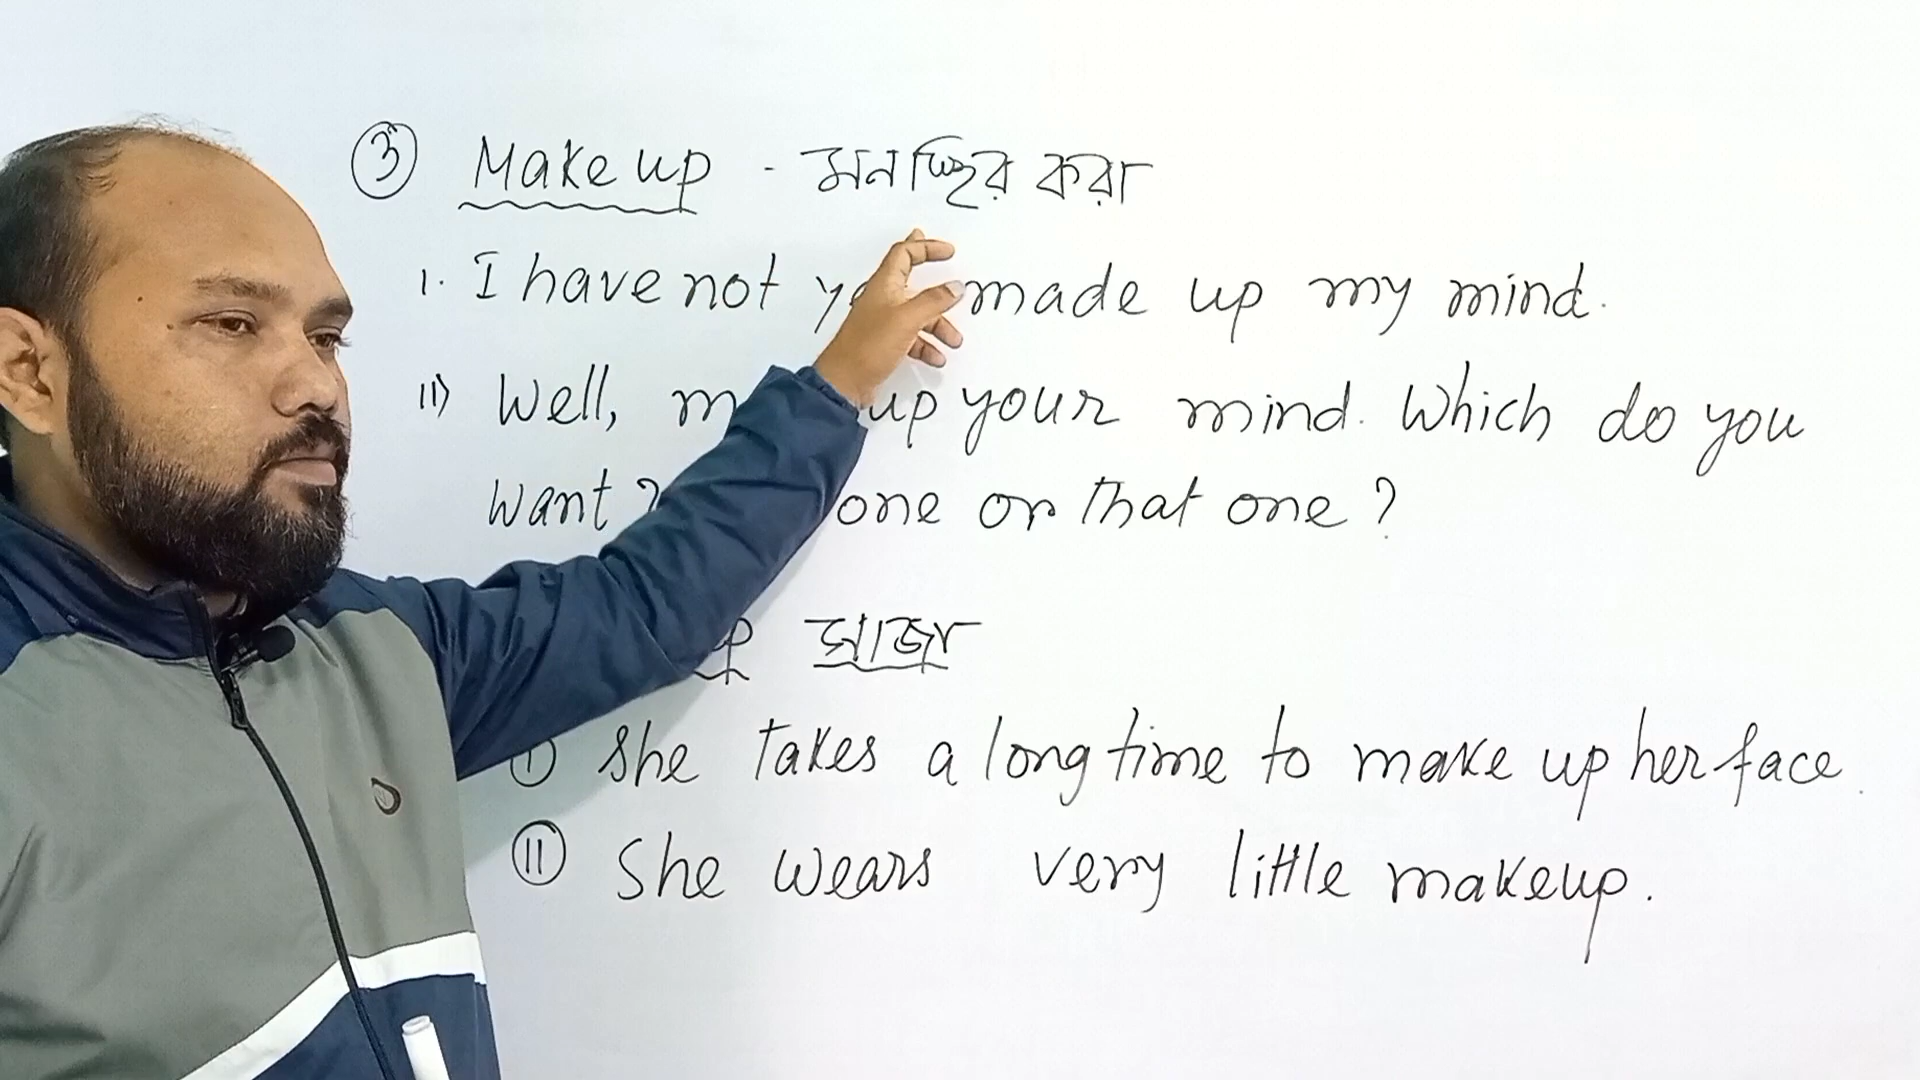 ③ Make up - মনস্থির করা
i. I have not made up my mind.
ii) Well, up your mind. Which do you
want? one or that one?
সাজা
① She takes a long time to make up her face.
② She wears very little makeup.